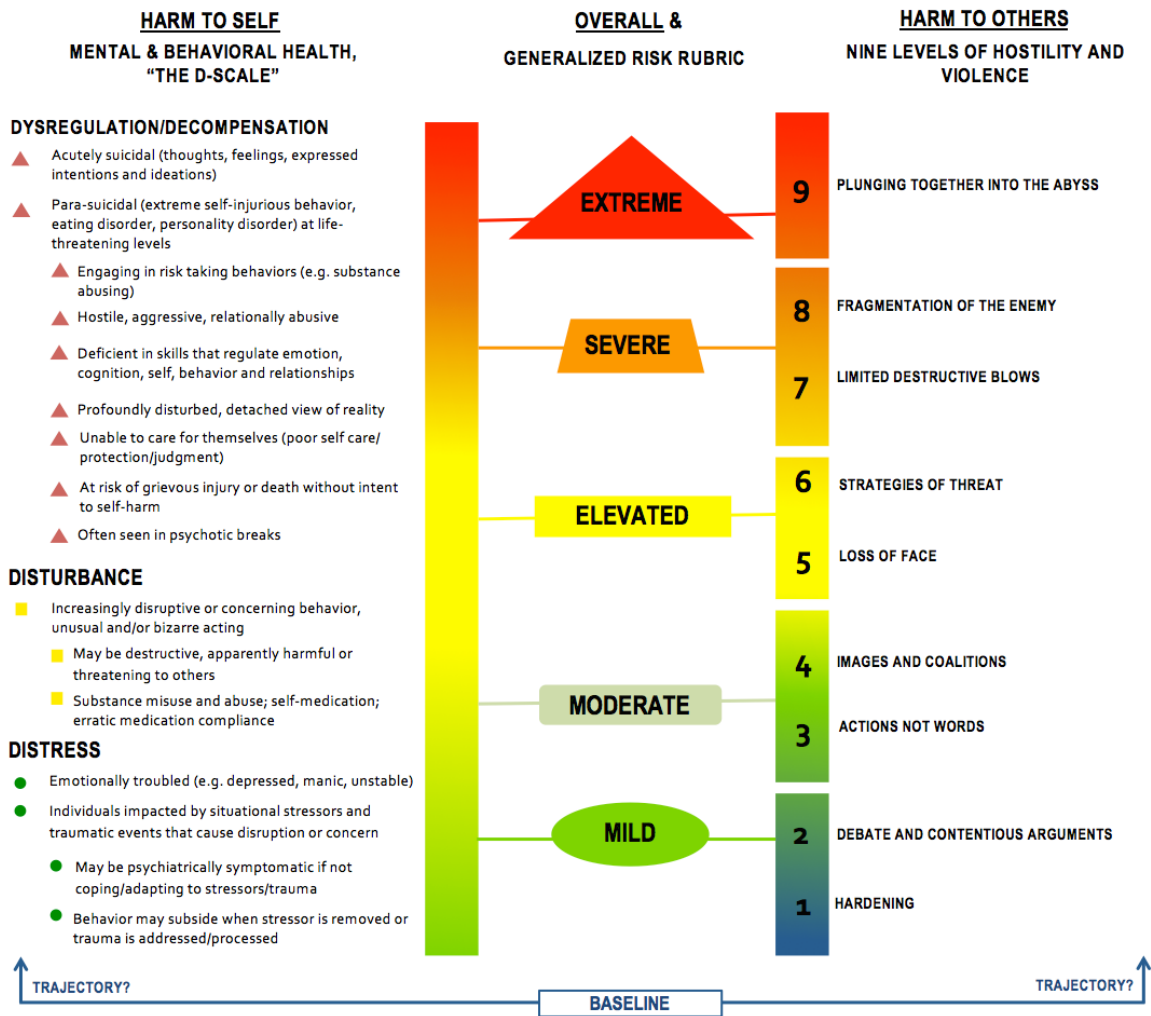 HARM TO SELF
MENTAL & BEHAVIORAL HEALTH,
“THE D-SCALE”
DYSREGULATION/DECOMPENSATION
Acutely suicidal (thoughts, feelings, expressed
intentions and ideations)
Para-suicidal (extreme self-injurious behavior,
eating disorder, personality disorder) at life-
threatening levels
Engaging in risk taking behaviors (e.g. substance
abusing)
Hostile, aggressive, relationally abusive
Deficient in skills that regulate emotion,
cognition, self, behavior and relationships
Profoundly disturbed, detached view of reality
Unable to care for themselves (poor self care/
protection/judgment)
At risk of grievous injury or death without intent
to self-harm
Often seen in psychotic breaks
DISTURBANCE
Increasingly disruptive or concerning behavior,
unusual and/or bizarre acting
May be destructive, apparently harmful or
threatening to others
Substance misuse and abuse; self-medication;
erratic medication compliance
DISTRESS
Emotionally troubled (e.g. depressed, manic, unstable)
Individuals impacted by situational stressors and
traumatic events that cause disruption or concern
May be psychiatrically symptomatic if not
coping/adapting to stressors/trauma
Behavior may subside when stressor is removed or
trauma is addressed/processed
OVERALL &
GENERALIZED RISK RUBRIC
EXTREME
SEVERE
ELEVATED
MODERATE
MILD
HARM TO OTHERS
NINE LEVELS OF HOSTILITY AND
VIOLENCE
9 PLUNGING TOGETHER INTO THE ABYSS
8 FRAGMENTATION OF THE ENEMY
7 LIMITED DESTRUCTIVE BLOWS
6 STRATEGIES OF THREAT
5 LOSS OF FACE
4 IMAGES AND COALITIONS
3 ACTIONS NOT WORDS
2 DEBATE AND CONTENTIOUS ARGUMENTS
1 HARDENING
TRAJECTORY?
BASELINE
TRAJECTORY?